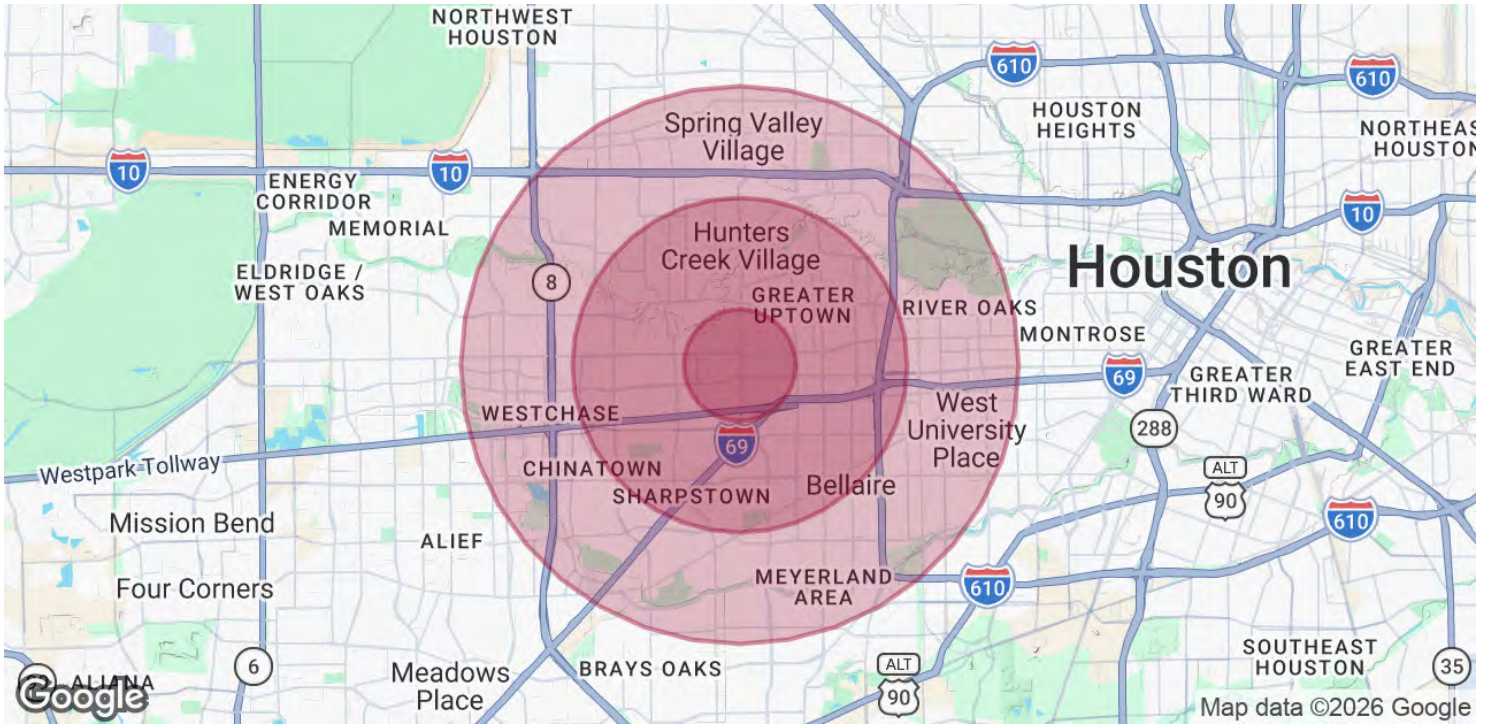 NORTHWEST
HOUSTON
610
610
Spring Valley
Village
HOUSTON
HEIGHTS
NORTHEAS
HOUSTON
10
10
ENERGY
CORRIDOR
10
MEMORIAL
Hunters
Creek Village
Houston
ELDRIDGE /
WEST OAKS
8
GREATER
UPTOWN
RIVER OAKS
MONTROSE
GREATER
EAST END
69
GREATER
THIRD WARD
WESTCHASE
West
University
Place
288
69
Westpark Tollway
CHINATOWN
SHARPSTOWN
Bellaire
ALT
90
Mission Bend
610
ALIEF
MEYERLAND
AREA
610
Four Corners
SOUTHEAST
HOUSTON
6
Meadows
Place
BRAYS OAKS
ALT
90
35
ALIANA
Google
Map data ©2026 Google